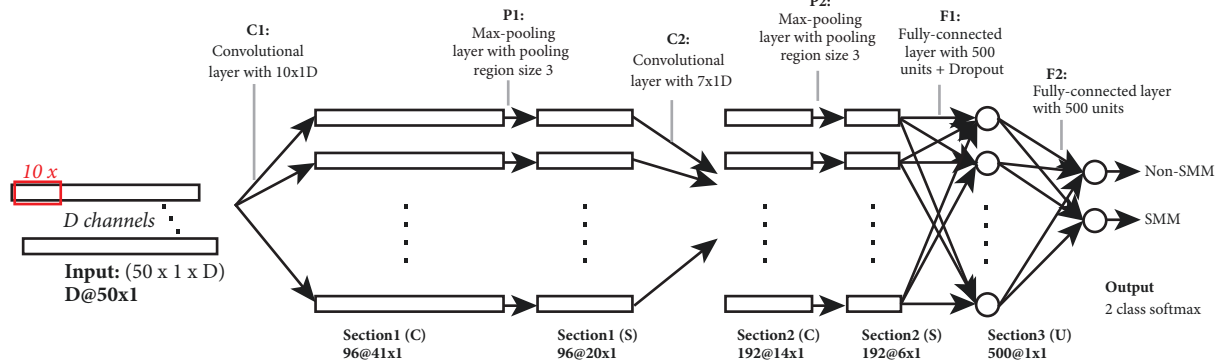 C1:
Convolutional
layer with 10x1D
P1:
Max-pooling
layer with pooling
region size 3
C2:
Convolutional
layer with 7x1D
P2:
Max-pooling
layer with pooling
region size 3
F1:
Fully-connected
layer with 500
units + Dropout
F2:
Fully-connected layer
with 500 units
10 x
D channels
Input: (50 x 1 x D)
D@50x1
Non-SMM
SMM
Output
2 class softmax
Section1 (C)
96@41x1
Section1 (S)
96@20x1
Section2 (C)
192@14x1
Section2 (S)
192@6x1
Section3 (U)
500@1x1